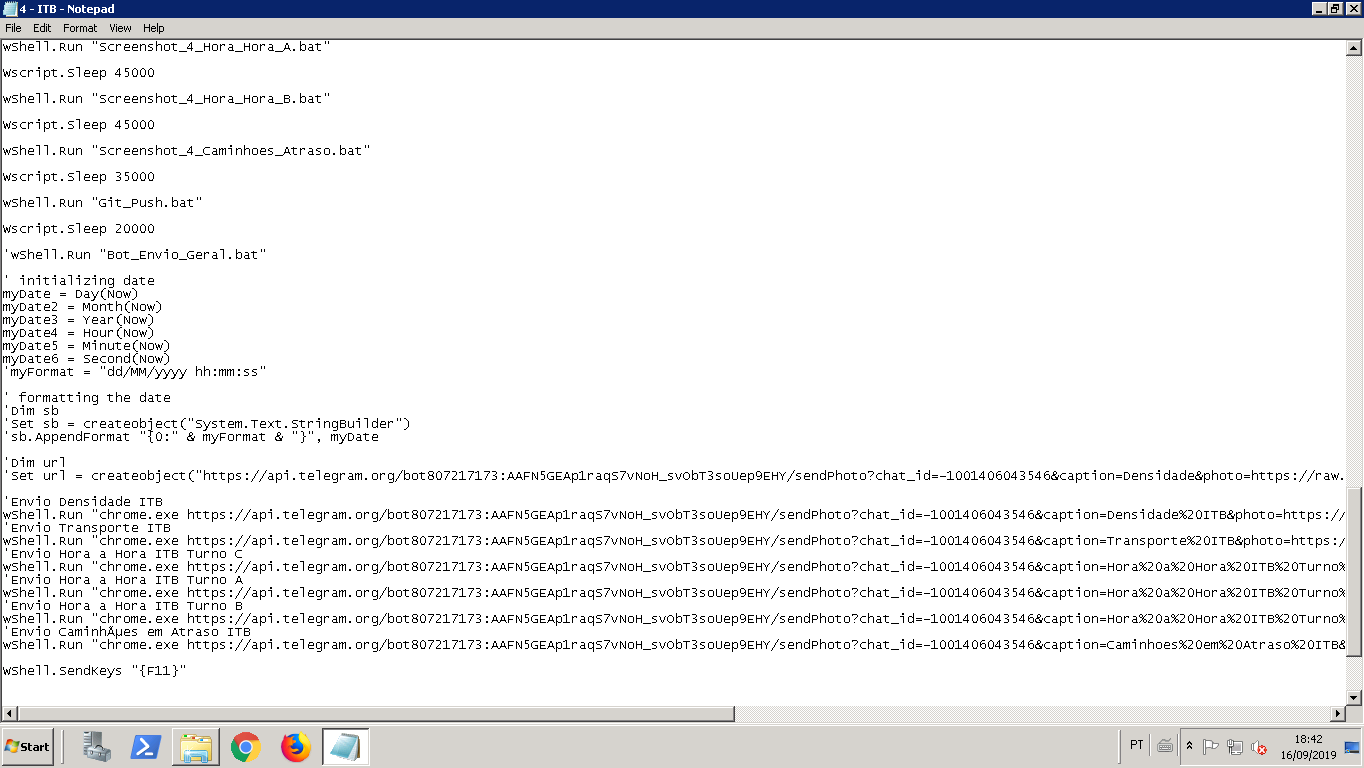 4 - ITB - Notepad
File Edit Format View Help
wShell.Run "Screenshot_4_Hora_Hora_A.bat"
Wscript.Sleep 45000
wShell.Run "Screenshot_4_Hora_Hora_B.bat"
Wscript.Sleep 45000
wShell.Run "Screenshot_4_Caminhoes_Atraso.bat"
Wscript.Sleep 35000
wShell.Run "Git_Push.bat"
Wscript.Sleep 20000
'wShell.Run "Bot_Envio_Geral.bat"
' initializing date
myDate = Day(Now)
myDate2 = Month(Now)
myDate3 = Year(Now)
myDate4 = Hour(Now)
myDate5 = Minute(Now)
myDate6 = Second(Now)
'myFormat = "dd/MM/yyyy hh:mm:ss"
' formatting the date
'Dim sb
'Set sb = createobject("System.Text.StringBuilder")
'sb.AppendFormat "{0:" & myFormat & "}", myDate
'Dim url
'Set url = createobject("https://api.telegram.org/bot807217173:AAFN5GEAp1raqS7vNoH_svObT3soUep9EHY/sendPhoto?chat_id=-1001406043546&caption=Densidade&photo=https://raw.
'Envio Densidade ITB
wShell.Run "chrome.exe https://api.telegram.org/bot807217173:AAFN5GEAp1raqS7vNoH_svObT3soUep9EHY/sendPhoto?chat_id=-1001406043546&caption=Densidade%20ITB&photo=https://
'Envio Transporte ITB
wShell.Run "chrome.exe https://api.telegram.org/bot807217173:AAFN5GEAp1raqS7vNoH_svObT3soUep9EHY/sendPhoto?chat_id=-1001406043546&caption=Transporte%20ITB&photo=https:/
'Envio Hora a Hora ITB Turno C
wShell.Run "chrome.exe https://api.telegram.org/bot807217173:AAFN5GEAp1raqS7vNoH_svObT3soUep9EHY/sendPhoto?chat_id=-1001406043546&caption=Hora%20a%20Hora%20ITB%20Turno%
'Envio Hora a Hora ITB Turno A
wShell.Run "chrome.exe https://api.telegram.org/bot807217173:AAFN5GEAp1raqS7vNoH_svObT3soUep9EHY/sendPhoto?chat_id=-1001406043546&caption=Hora%20a%20Hora%20ITB%20Turno%
'Envio Hora a Hora ITB Turno B
wShell.Run "chrome.exe https://api.telegram.org/bot807217173:AAFN5GEAp1raqS7vNoH_svObT3soUep9EHY/sendPhoto?chat_id=-1001406043546&caption=Hora%20a%20Hora%20ITB%20Turno%
'Envio CaminhÃµes em Atraso ITB
wShell.Run "chrome.exe https://api.telegram.org/bot807217173:AAFN5GEAp1raqS7vNoH_svObT3soUep9EHY/sendPhoto?chat_id=-1001406043546&caption=Caminhoes%20em%20Atraso%20ITB&
wShell.SendKeys "{F11}"
Start
PT
18:42
16/09/2019